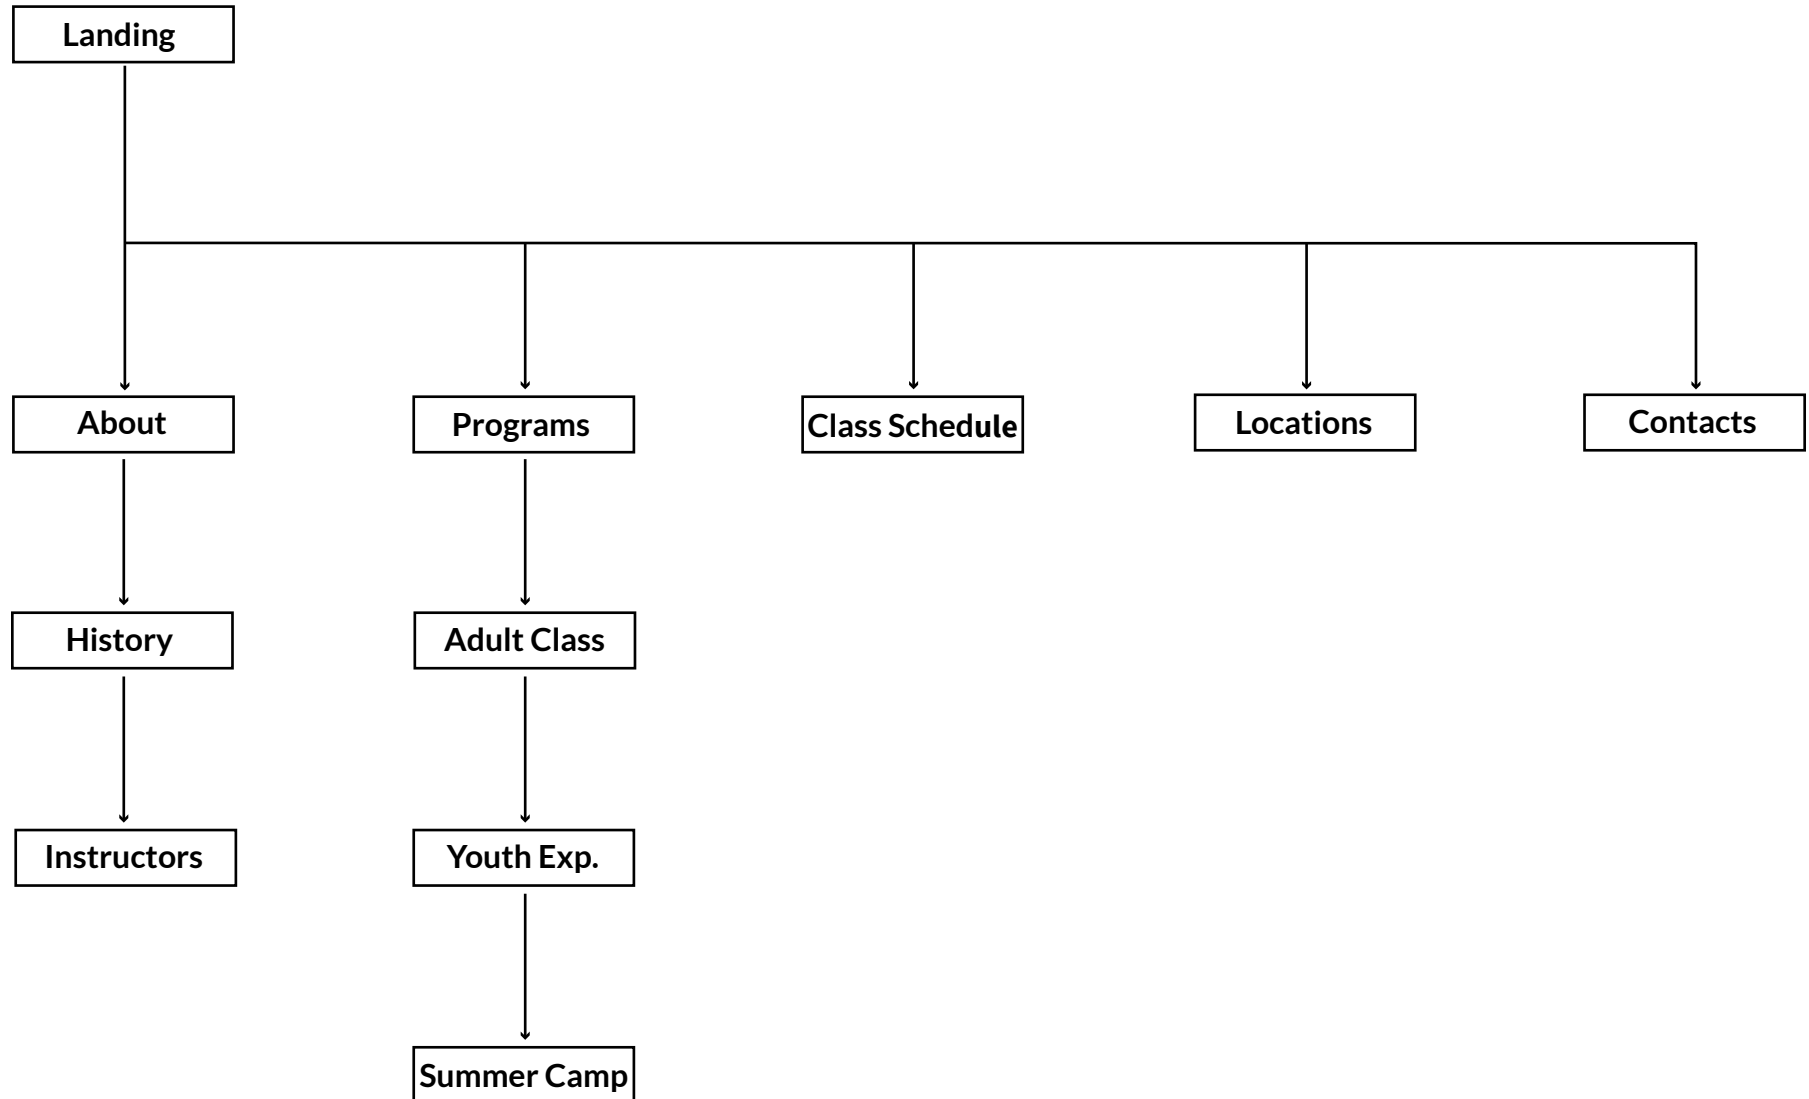 Landing
About
Programs
Class Schedule
Locations
Contacts
History
Adult Class
Instructors
Youth Exp.
Summer Camp